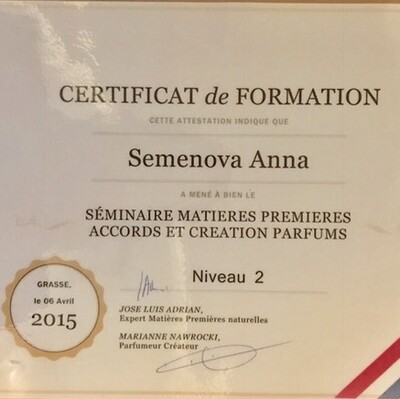 CERTIFICAT de FORMATION
CETTE ATTESTATION INDIQUE QUE
Semenova Anna
A MENÉ À BIEN LE
SÉMINAIRE MATIERES PREMIERES
ACCORDS ET CREATION PARFUMS
Niveau 2
GRASSE,
le 06 Avril
2015
JOSE LUIS ADRIAN,
Expert Matières Premières naturelles
MARIANNE NAWROCKI,
Parfumeur Créateur